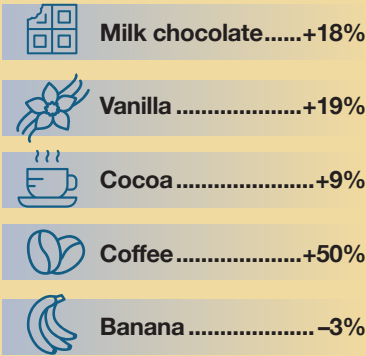 Milk chocolate......+18%
Vanilla.....................+19%
Cocoa......................+9%
Coffee....................+50%
Banana....................–3%